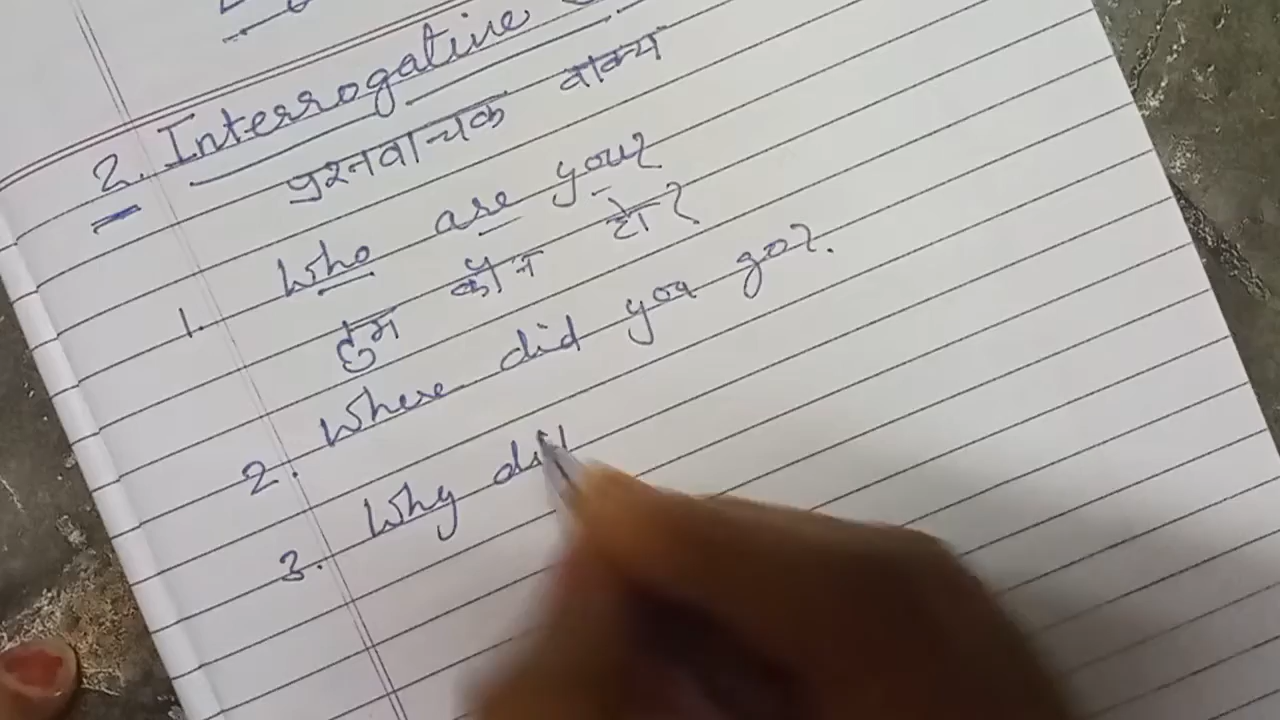 2. Interrogative
प्रश्नवाचक वाक्य
1. Who are you?
तुम कौन हो?
2. Where did you go?.
3. Why did